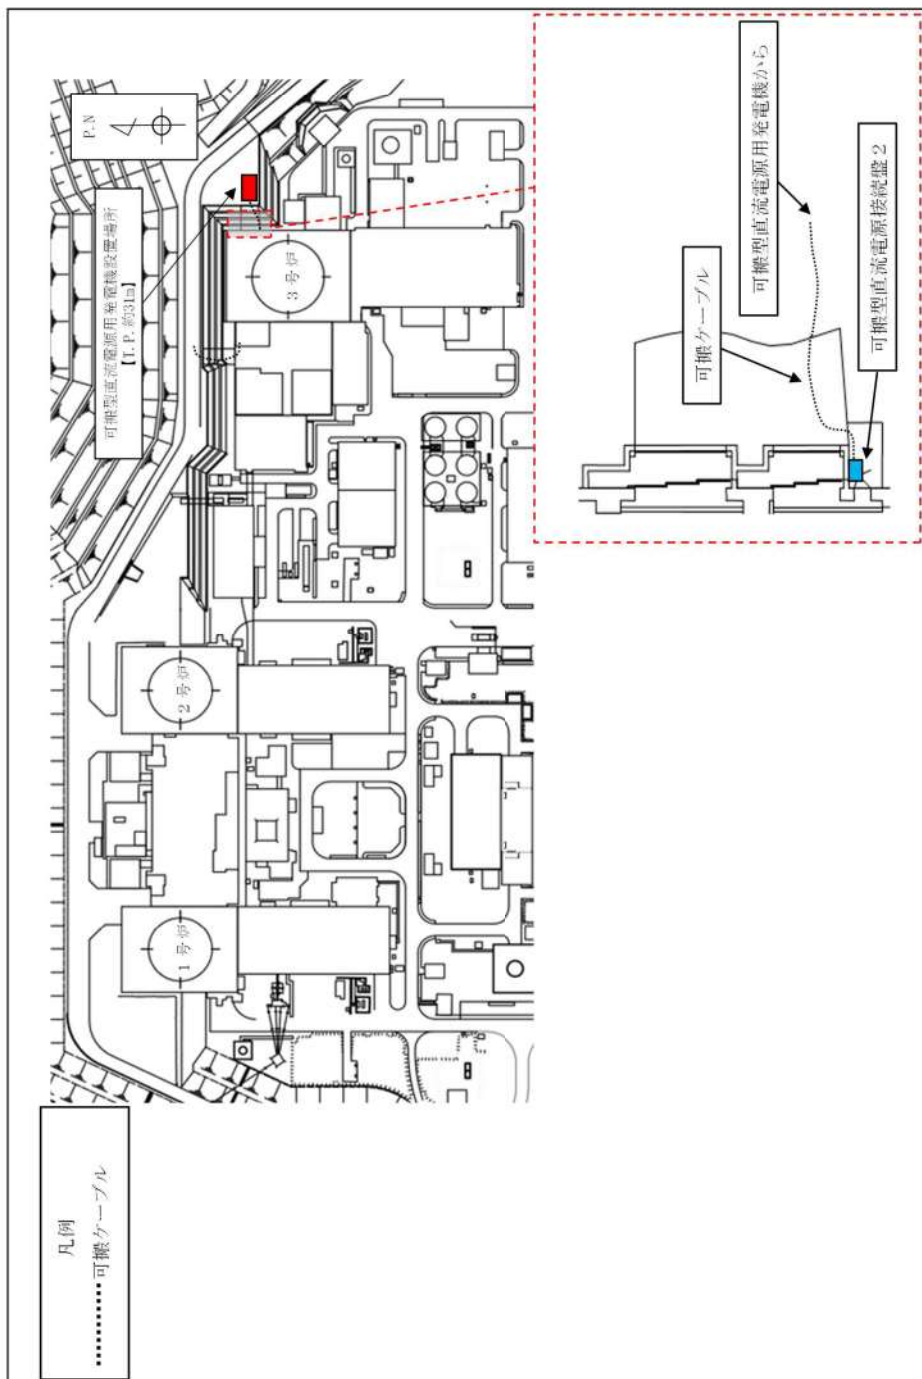 凡例
可搬ケーブル
P.N
可搬型直流電源用発電機設置場所
【T.P.約31m】
1号炉
2号炉
3号炉
可搬ケーブル
可搬型直流電源用発電機から
可搬型直流電源接続盤2